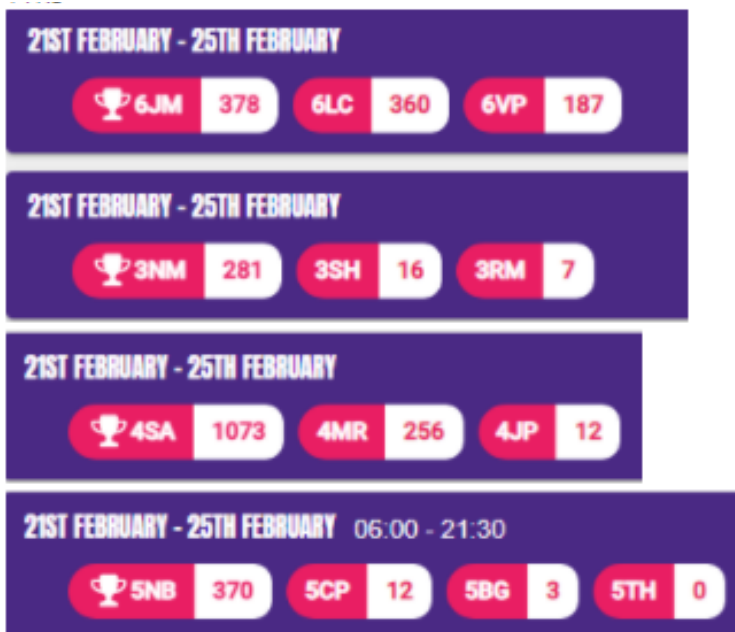 21ST FEBRUARY - 25TH FEBRUARY
6JM 378 6LC 360 6VP 187
21ST FEBRUARY - 25TH FEBRUARY
3NM 281 3SH 16 3RM 7
21ST FEBRUARY - 25TH FEBRUARY
4SA 1073 4MR 256 4JP 12
21ST FEBRUARY - 25TH FEBRUARY 06:00 - 21:30
5NB 370 5CP 12 5BG 3 5TH 0